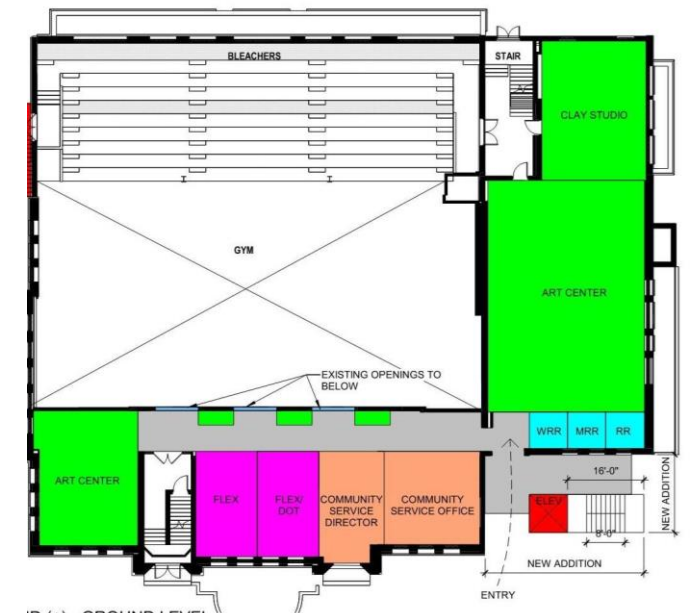 BLEACHERS
STAIR
CLAY STUDIO
GYM
ART CENTER
EXISTING OPENINGS TO
BELOW
WRR
MRR
RR
ART CENTER
FLEX
FLEX/
DOT
COMMUNITY
SERVICE
DIRECTOR
COMMUNITY
SERVICE OFFICE
16'-0"
ELEV
8'-0"
NEW ADDITION
NEW ADDITION
ENTRY
GROUND LEVEL